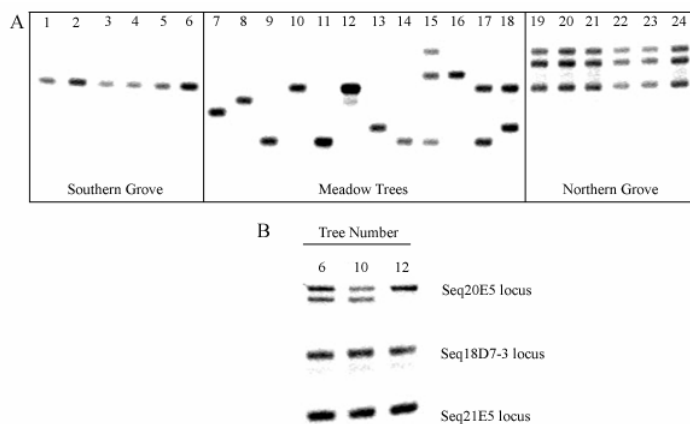 A
1 2 3 4 5 6 7 8 9 10 11 12 13 14 15 16 17 18 19 20 21 22 23 24
Southern Grove Meadow Trees Northern Grove
B Tree Number
6 10 12
Seq20E5 locus
Seq18D7-3 locus
Seq21E5 locus